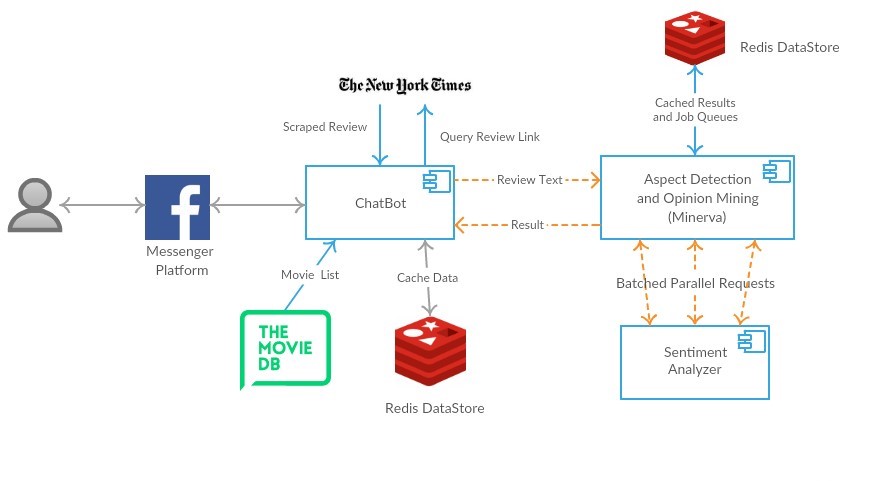 Redis DataStore
The New York Times
Cached Results
and Job Queues
Scraped Review
Query Review Link
ChatBot
Review Text
Aspect Detection
and Opinion Mining
(Minerva)
Result
f
Messenger
Platform
Movie List
Cache Data
Batched Parallel Requests
THE
MOVIE
DB
Sentiment
Analyzer
Redis DataStore